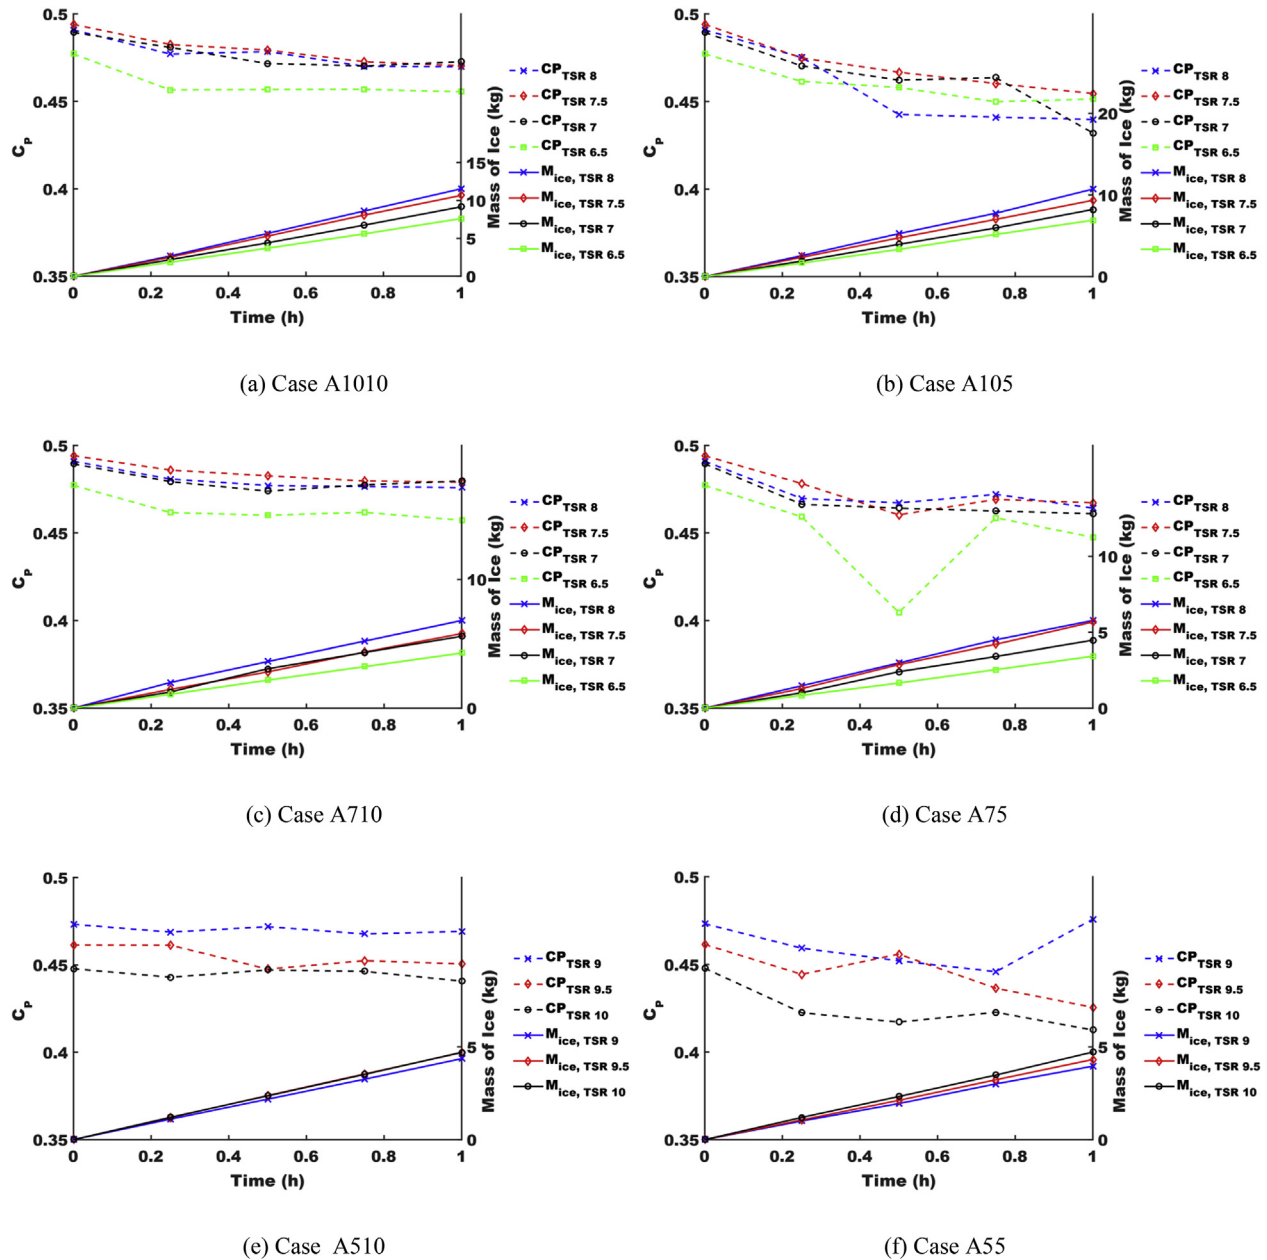 0.5
0.45
0.4
0.35
C_P
0 0.2 0.4 0.6 0.8 1
Time (h)
15
10
5
0
Mass of Ice (kg)
CP_TSR 8
CP_TSR 7.5
CP_TSR 7
CP_TSR 6.5
M_ice, TSR 8
M_ice, TSR 7.5
M_ice, TSR 7
M_ice, TSR 6.5
(a) Case A1010
0.5
0.45
0.4
0.35
C_P
0 0.2 0.4 0.6 0.8 1
Time (h)
20
10
0
Mass of Ice (kg)
CP_TSR 8
CP_TSR 7.5
CP_TSR 7
CP_TSR 6.5
M_ice, TSR 8
M_ice, TSR 7.5
M_ice, TSR 7
M_ice, TSR 6.5
(b) Case A105
0.5
0.45
0.4
0.35
C_P
0 0.2 0.4 0.6 0.8 1
Time (h)
10
0
Mass of Ice (kg)
CP_TSR 8
CP_TSR 7.5
CP_TSR 7
CP_TSR 6.5
M_ice, TSR 8
M_ice, TSR 7.5
M_ice, TSR 7
M_ice, TSR 6.5
(c) Case A710
0.5
0.45
0.4
0.35
C_P
0 0.2 0.4 0.6 0.8 1
Time (h)
10
5
0
Mass of Ice (kg)
CP_TSR 8
CP_TSR 7.5
CP_TSR 7
CP_TSR 6.5
M_ice, TSR 8
M_ice, TSR 7.5
M_ice, TSR 7
M_ice, TSR 6.5
(d) Case A75
0.5
0.45
0.4
0.35
C_P
0 0.2 0.4 0.6 0.8 1
Time (h)
5
0
Mass of Ice (kg)
CP_TSR 9
CP_TSR 9.5
CP_TSR 10
M_ice, TSR 9
M_ice, TSR 9.5
M_ice, TSR 10
(e) Case A510
0.5
0.45
0.4
0.35
C_P
0 0.2 0.4 0.6 0.8 1
Time (h)
5
0
Mass of Ice (kg)
CP_TSR 9
CP_TSR 9.5
CP_TSR 10
M_ice, TSR 9
M_ice, TSR 9.5
M_ice, TSR 10
(f) Case A55